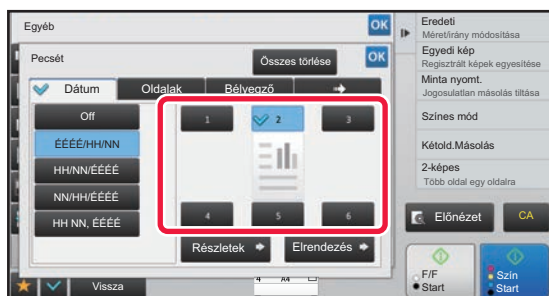 Egyéb
OK
Pecsét
Összes törlése
OK
Dátum
Oldalak
Bélyegző
Off
ÉÉÉÉ/HH/NN
HH/NN/ÉÉÉÉ
NN/HH/ÉÉÉÉ
HH NN, ÉÉÉÉ
1
2
3
4
5
6
Részletek
Elrendezés
Vissza
A4
Eredeti
Méret/irány módosítása
Egyedi kép
Regisztrált képek egyesítése
Minta nyomt.
Jogosulatlan másolás tiltása
Színes mód
Kétold.Másolás
2-képes
Több oldal egy oldalra
Előnézet
CA
F/F
Start
Szín
Start